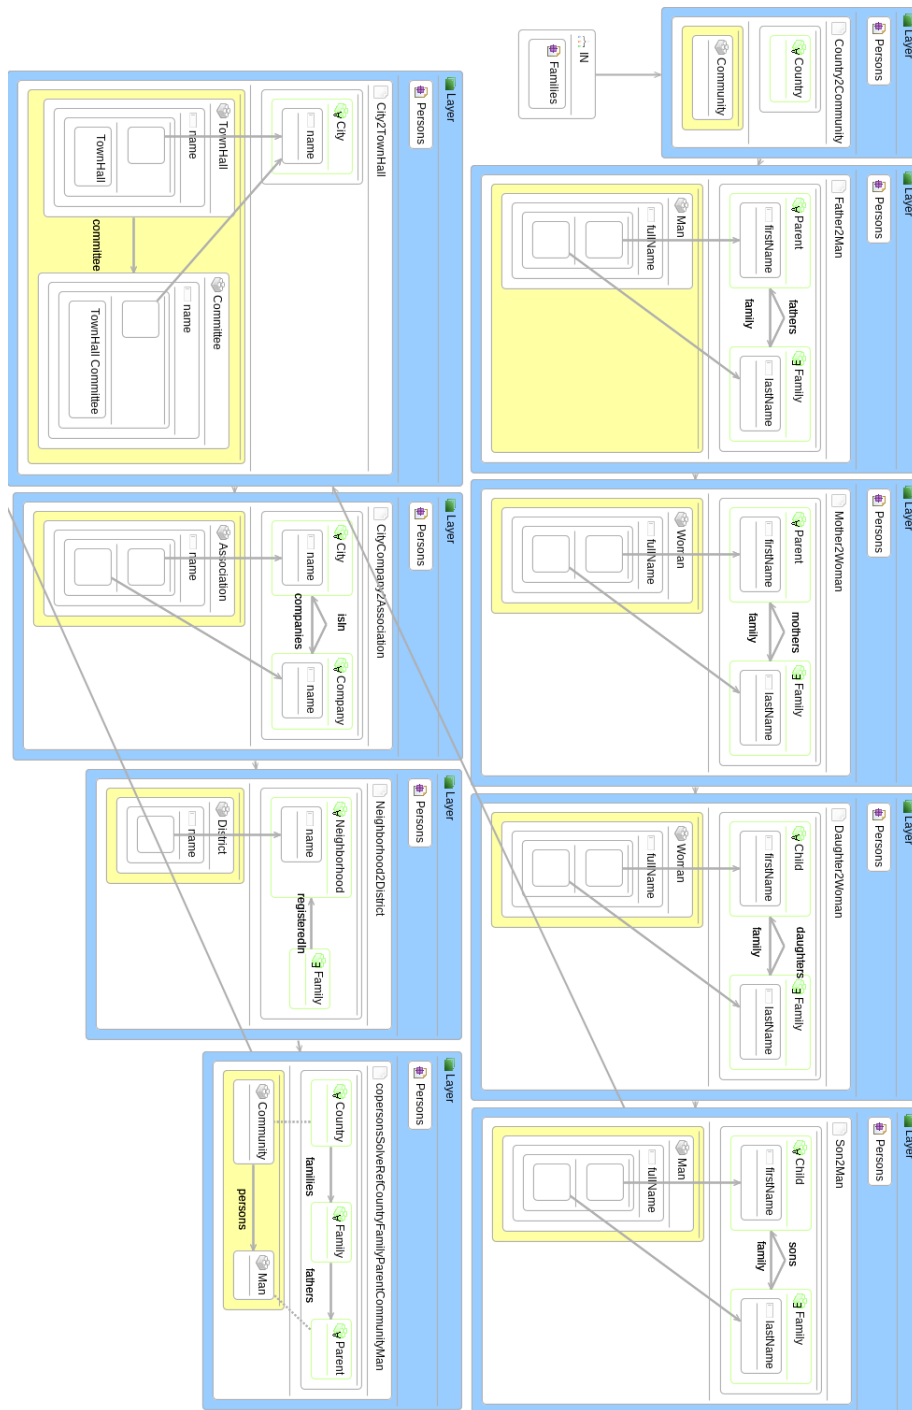 IN
Families
Layer
Persons
Country2Community
Country
Community
Layer
Persons
Father2Man
Parent
firstName
fathers
family
Family
lastName
Man
fullName
Layer
Persons
Mother2Woman
Parent
firstName
mothers
family
Family
lastName
Woman
fullName
Layer
Persons
Daughter2Woman
Child
firstName
daughters
family
Family
lastName
Woman
fullName
Layer
Persons
Son2Man
Child
firstName
sons
family
Family
lastName
Man
fullName
Layer
Persons
City2TownHall
City
name
TownHall
name
TownHall
committee
Committee
name
TownHall Committee
Layer
Persons
CityCompany2Association
City
name
isIn
companies
Company
name
Association
name
Layer
Persons
Neighborhood2District
Neighborhood
name
registeredIn
Family
District
name
Layer
Persons
copersonsSolveRefCountryFamilyParentCommunityMan
Country
families
Family
fathers
Parent
Community
persons
Man